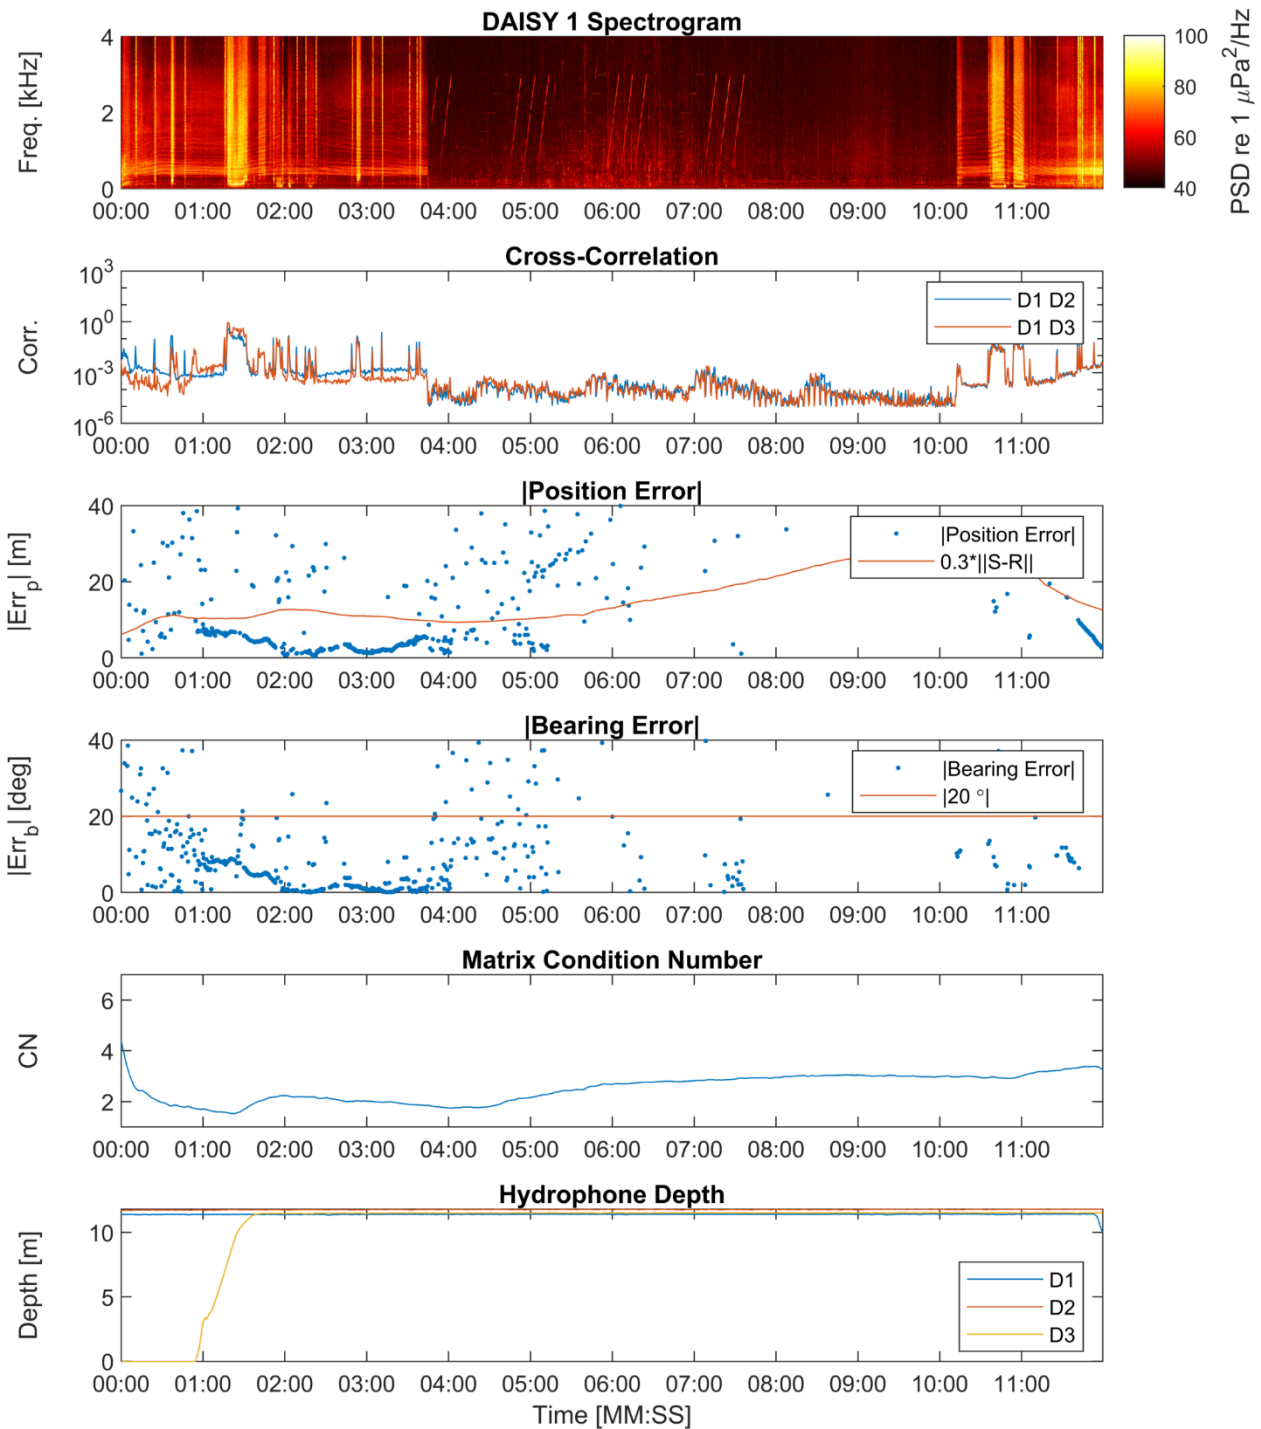 DAISY 1 Spectrogram
Freq. [kHz]
4
2
0
00:00 01:00 02:00 03:00 04:00 05:00 06:00 07:00 08:00 09:00 10:00 11:00
100
80
60
40
PSD re 1 μPa²/Hz
Cross-Correlation
Corr.
10³
10⁰
10⁻³
10⁻⁶
D1 D2
D1 D3
00:00 01:00 02:00 03:00 04:00 05:00 06:00 07:00 08:00 09:00 10:00 11:00
|Position Error|
|Err_p| [m]
40
20
0
|Position Error|
0.3*||S-R||
00:00 01:00 02:00 03:00 04:00 05:00 06:00 07:00 08:00 09:00 10:00 11:00
|Bearing Error|
|Err_b| [deg]
40
20
0
|Bearing Error|
|20 °|
00:00 01:00 02:00 03:00 04:00 05:00 06:00 07:00 08:00 09:00 10:00 11:00
Matrix Condition Number
CN
6
4
2
00:00 01:00 02:00 03:00 04:00 05:00 06:00 07:00 08:00 09:00 10:00 11:00
Hydrophone Depth
Depth [m]
10
5
0
D1
D2
D3
00:00 01:00 02:00 03:00 04:00 05:00 06:00 07:00 08:00 09:00 10:00 11:00
Time [MM:SS]